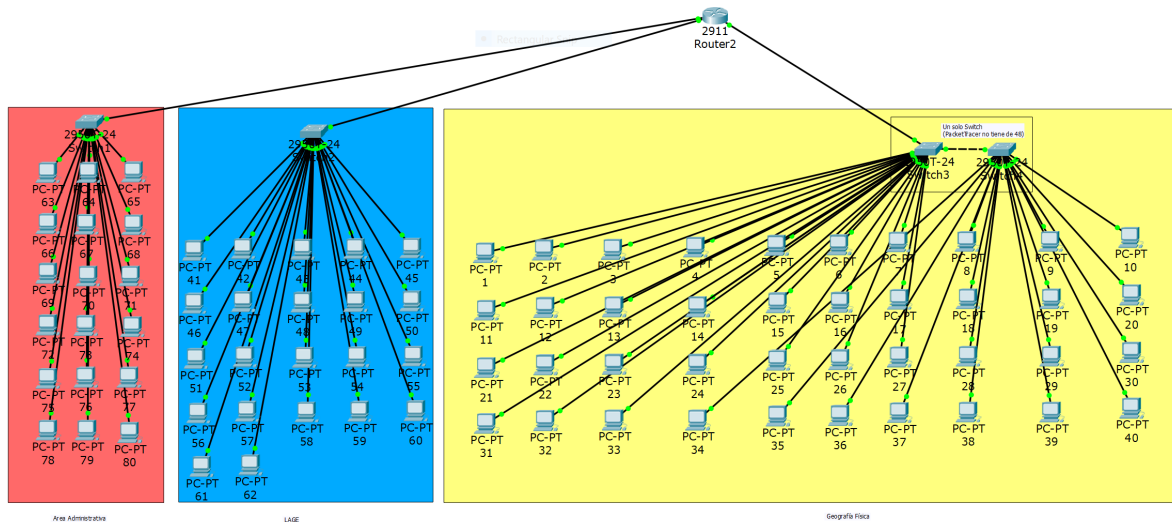 2911
Router2
Un solo Switch
(PacketTracer no tiene de 48)
PC-PT
63
PC-PT
64
PC-PT
65
PC-PT
66
PC-PT
67
PC-PT
68
PC-PT
69
PC-PT
70
PC-PT
71
PC-PT
72
PC-PT
73
PC-PT
74
PC-PT
75
PC-PT
76
PC-PT
77
PC-PT
78
PC-PT
79
PC-PT
80
Area Administrativa
PC-PT
41
PC-PT
42
PC-PT
43
PC-PT
44
PC-PT
45
PC-PT
46
PC-PT
47
PC-PT
48
PC-PT
49
PC-PT
50
PC-PT
51
PC-PT
52
PC-PT
53
PC-PT
54
PC-PT
55
PC-PT
56
PC-PT
57
PC-PT
58
PC-PT
59
PC-PT
60
PC-PT
61
PC-PT
62
LAGE
Switch3
PC-PT
1
PC-PT
2
PC-PT
3
PC-PT
4
PC-PT
5
PC-PT
6
PC-PT
7
PC-PT
8
PC-PT
9
PC-PT
10
PC-PT
11
PC-PT
12
PC-PT
13
PC-PT
14
PC-PT
15
PC-PT
16
PC-PT
17
PC-PT
18
PC-PT
19
PC-PT
20
PC-PT
21
PC-PT
22
PC-PT
23
PC-PT
24
PC-PT
25
PC-PT
26
PC-PT
27
PC-PT
28
PC-PT
29
PC-PT
30
PC-PT
31
PC-PT
32
PC-PT
33
PC-PT
34
PC-PT
35
PC-PT
36
PC-PT
37
PC-PT
38
PC-PT
39
PC-PT
40
Geografía Física